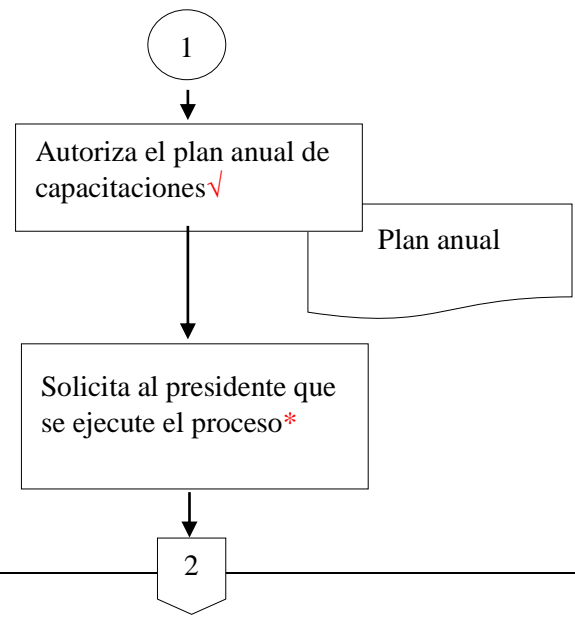 1
Autoriza el plan anual de
capacitaciones√
Plan anual
Solicita al presidente que
se ejecute el proceso*
2